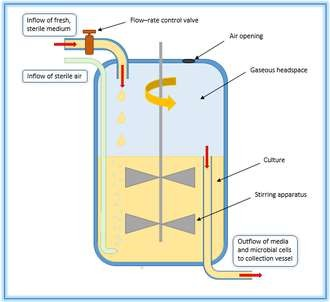 Inflow of fresh,
sterile medium
Flow–rate control valve
Air opening
Inflow of sterile air
Gaseous headspace
Culture
Stirring apparatus
Outflow of media
and microbial cells
to collection vessel